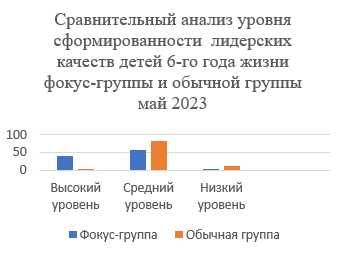 Сравнительный анализ уровня
сформированности лидерских
качеств детей 6-го года жизни
фокус-группы и обычной группы
май 2023
100
50
0
Высокий Средний Низкий
уровень уровень уровень
Фокус-группа Обычная группа